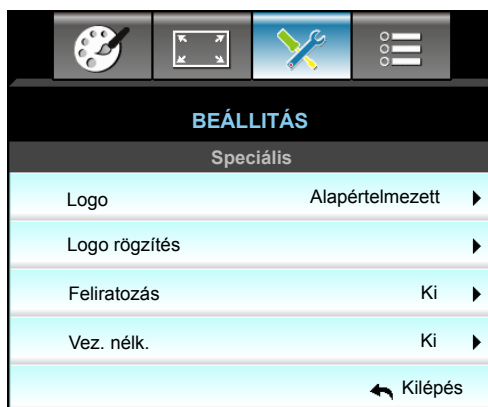 BEÁLLITÁS
Speciális
Logo Alapértelmezett
Logo rögzítés
Feliratozás Ki
Vez. nélk. Ki
Kilépés